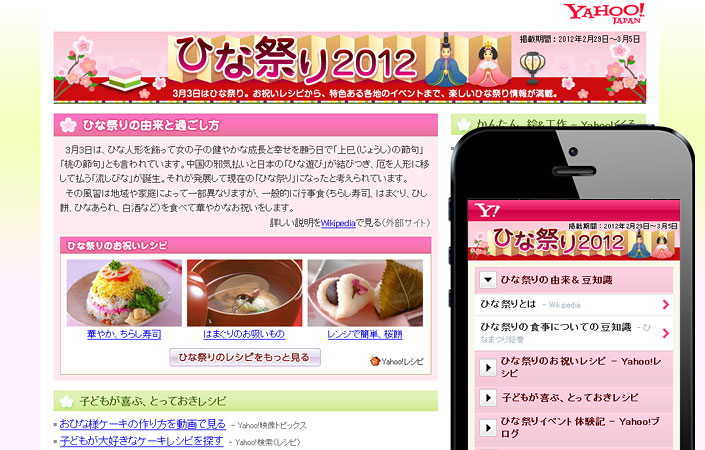 YAHOO!
JAPAN
掲載期間：2012年2月29日～3月5日
ひな祭り2012
3月3日はひな祭り。お祝いレシピから、特色ある各地のイベントまで、楽しいひな祭り情報が満載。
ひな祭りの由来と過ごし方
3月3日は、ひな人形を飾って女の子の健やかな成長と幸せを願う日で「上巳(じょうし)の節句」
「桃の節句」とも言われています。中国の邪気払いと日本の「ひな遊び」が結びつき、厄を人形に移
して払う「流しびな」が誕生。それが発展して現在の「ひな祭り」になったと考えられています。
その風習は地域や家庭によって一部異なりますが、一般的に行事食(ちらし寿司、はまぐり、ひし
餅、ひなあられ、白酒など)を食べて華やかなお祝いをします。
詳しい説明をWikipediaで見る(外部サイト)
ひな祭りのお祝いレシピ
華やか、ちらし寿司
はまぐりのお吸いもの
レンジで簡単、桜餅
ひな祭りのレシピをもっと見る
Yahoo!レシピ
子どもが喜ぶ、とっておきレシピ
おひな様ケーキの作り方を動画で見る - Yahoo!映像トピックス
子どもが大好きなケーキレシピを探す - Yahoo!検索(レシピ)
かんたん、絵&工作 - Yahoo!
Y!
掲載期間：2012年2月29日～3月5日
ひな祭り2012
ひな祭りの由来& 豆知識
ひな祭りとは - Wikipedia
ひな祭りの食事についての豆知識 - ひ
なまつり絵巻
ひな祭りのお祝いレシピ - Yahoo!レ
シピ
子どもが喜ぶ、とっておきレシピ
ひな祭りイベント体験記 - Yahoo!ブ
ログ